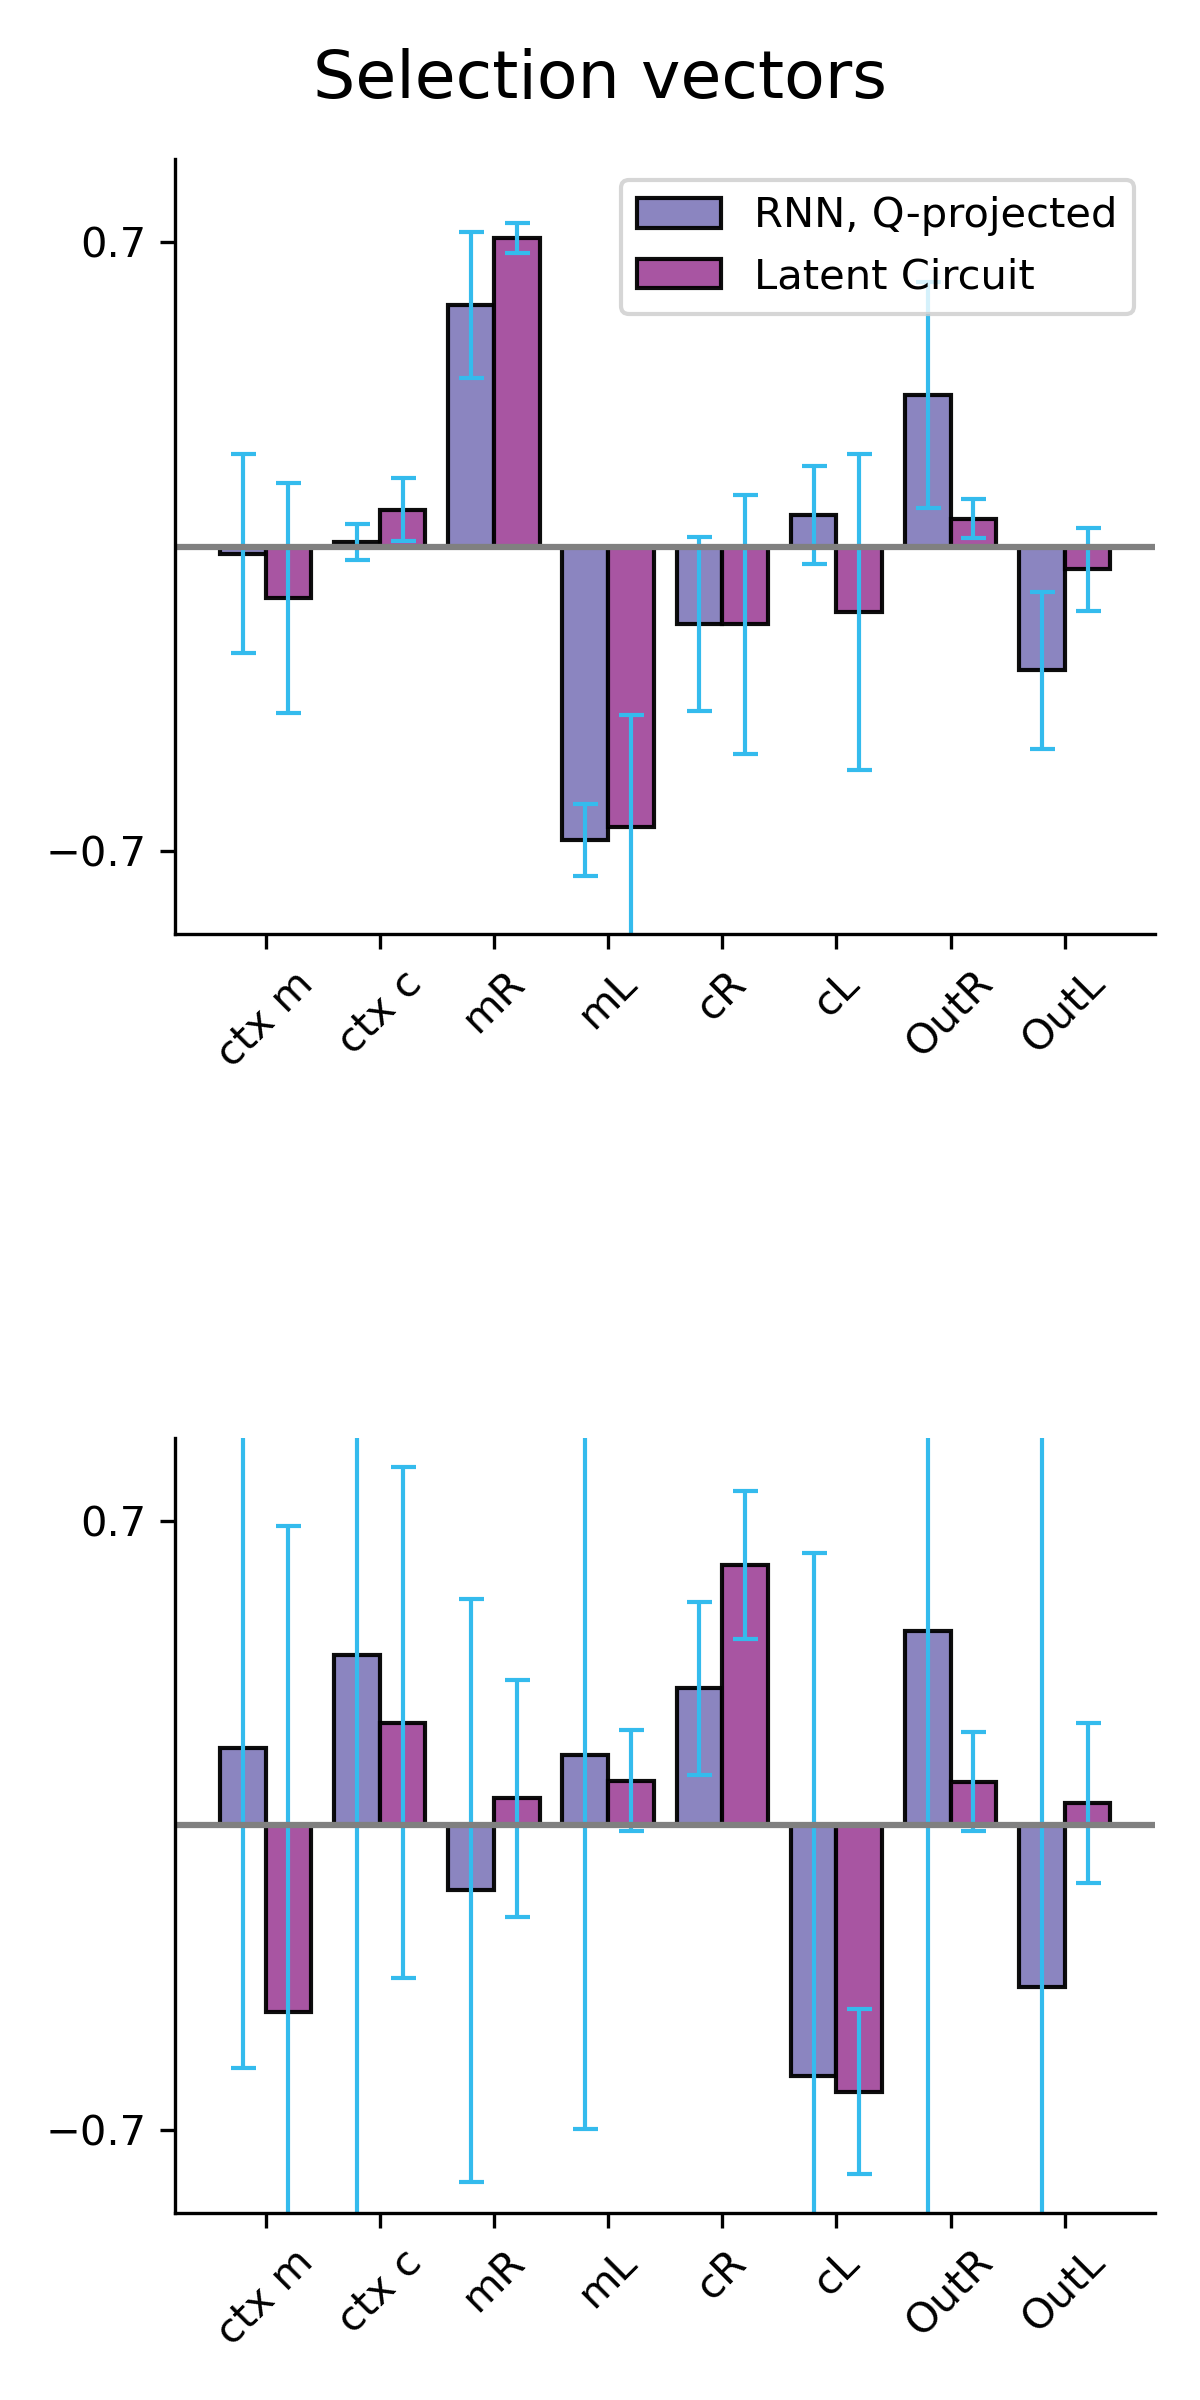 Selection vectors
RNN, Q-projected
Latent Circuit
0.7
−0.7
ctx m ctx c mR mL cR cL OutR OutL
0.7
−0.7
ctx m ctx c mR mL cR cL OutR OutL